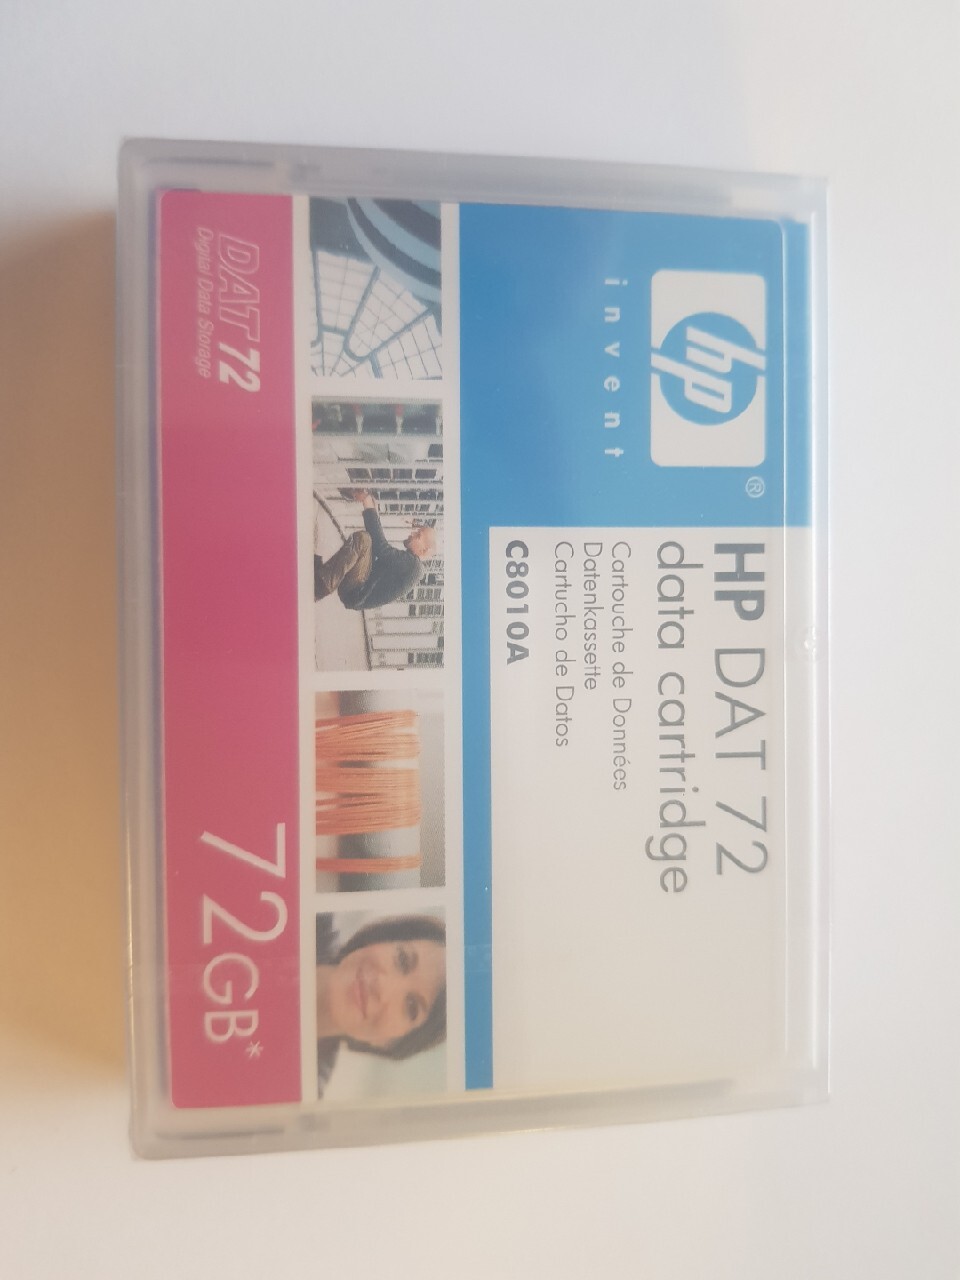 hp
®
invent
HP DAT 72
data cartridge
Cartouche de Données
Datenkassette
Cartucho de Datos
C8010A
DAT 72
Digital Data Storage
72GB*